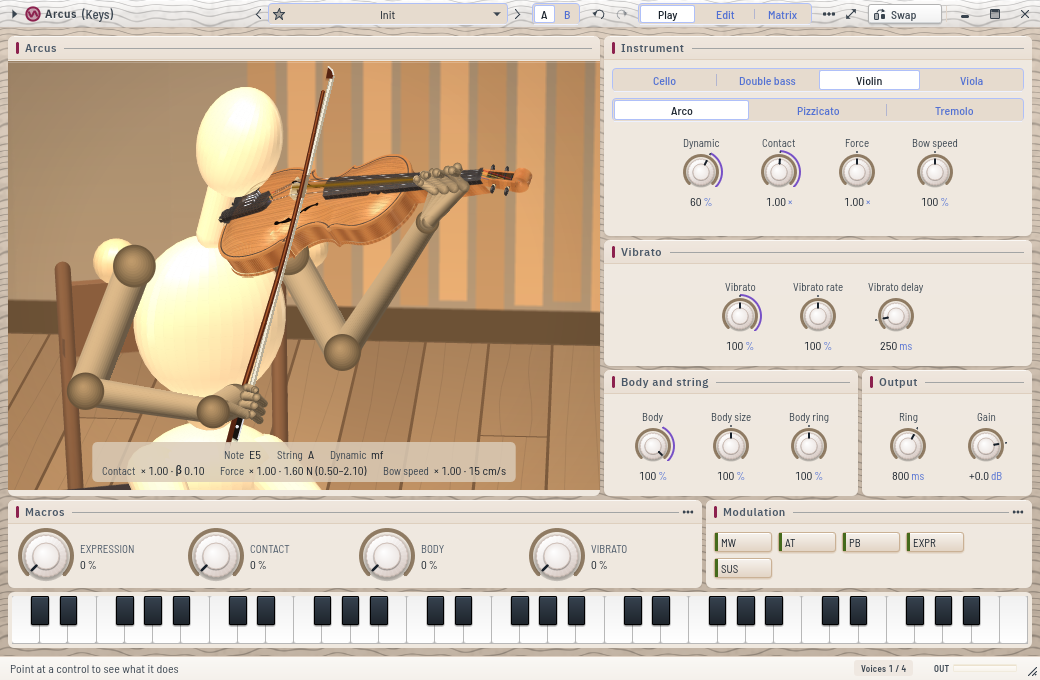 Arcus (Keys)
Init
A B
Play Edit Matrix
Swap
Arcus
Note E5 String A Dynamic mf
Contact × 1.00 · β 0.10 Force × 1.00 · 1.60 N (0.50–2.10) Bow speed × 1.00 · 15 cm/s
Instrument
Cello Double bass Violin Viola
Arco Pizzicato Tremolo
Dynamic Contact Force Bow speed
60 % 1.00 × 1.00 × 100 %
Vibrato
Vibrato Vibrato rate Vibrato delay
100 % 100 % 250 ms
Body and string
Body Body size Body ring
100 % 100 % 100 %
Output
Ring Gain
800 ms +0.0 dB
Macros
EXPRESSION
0 %
CONTACT
0 %
BODY
0 %
VIBRATO
0 %
Modulation
MW AT PB EXPR
SUS
Point at a control to see what it does
Voices 1 / 4
OUT